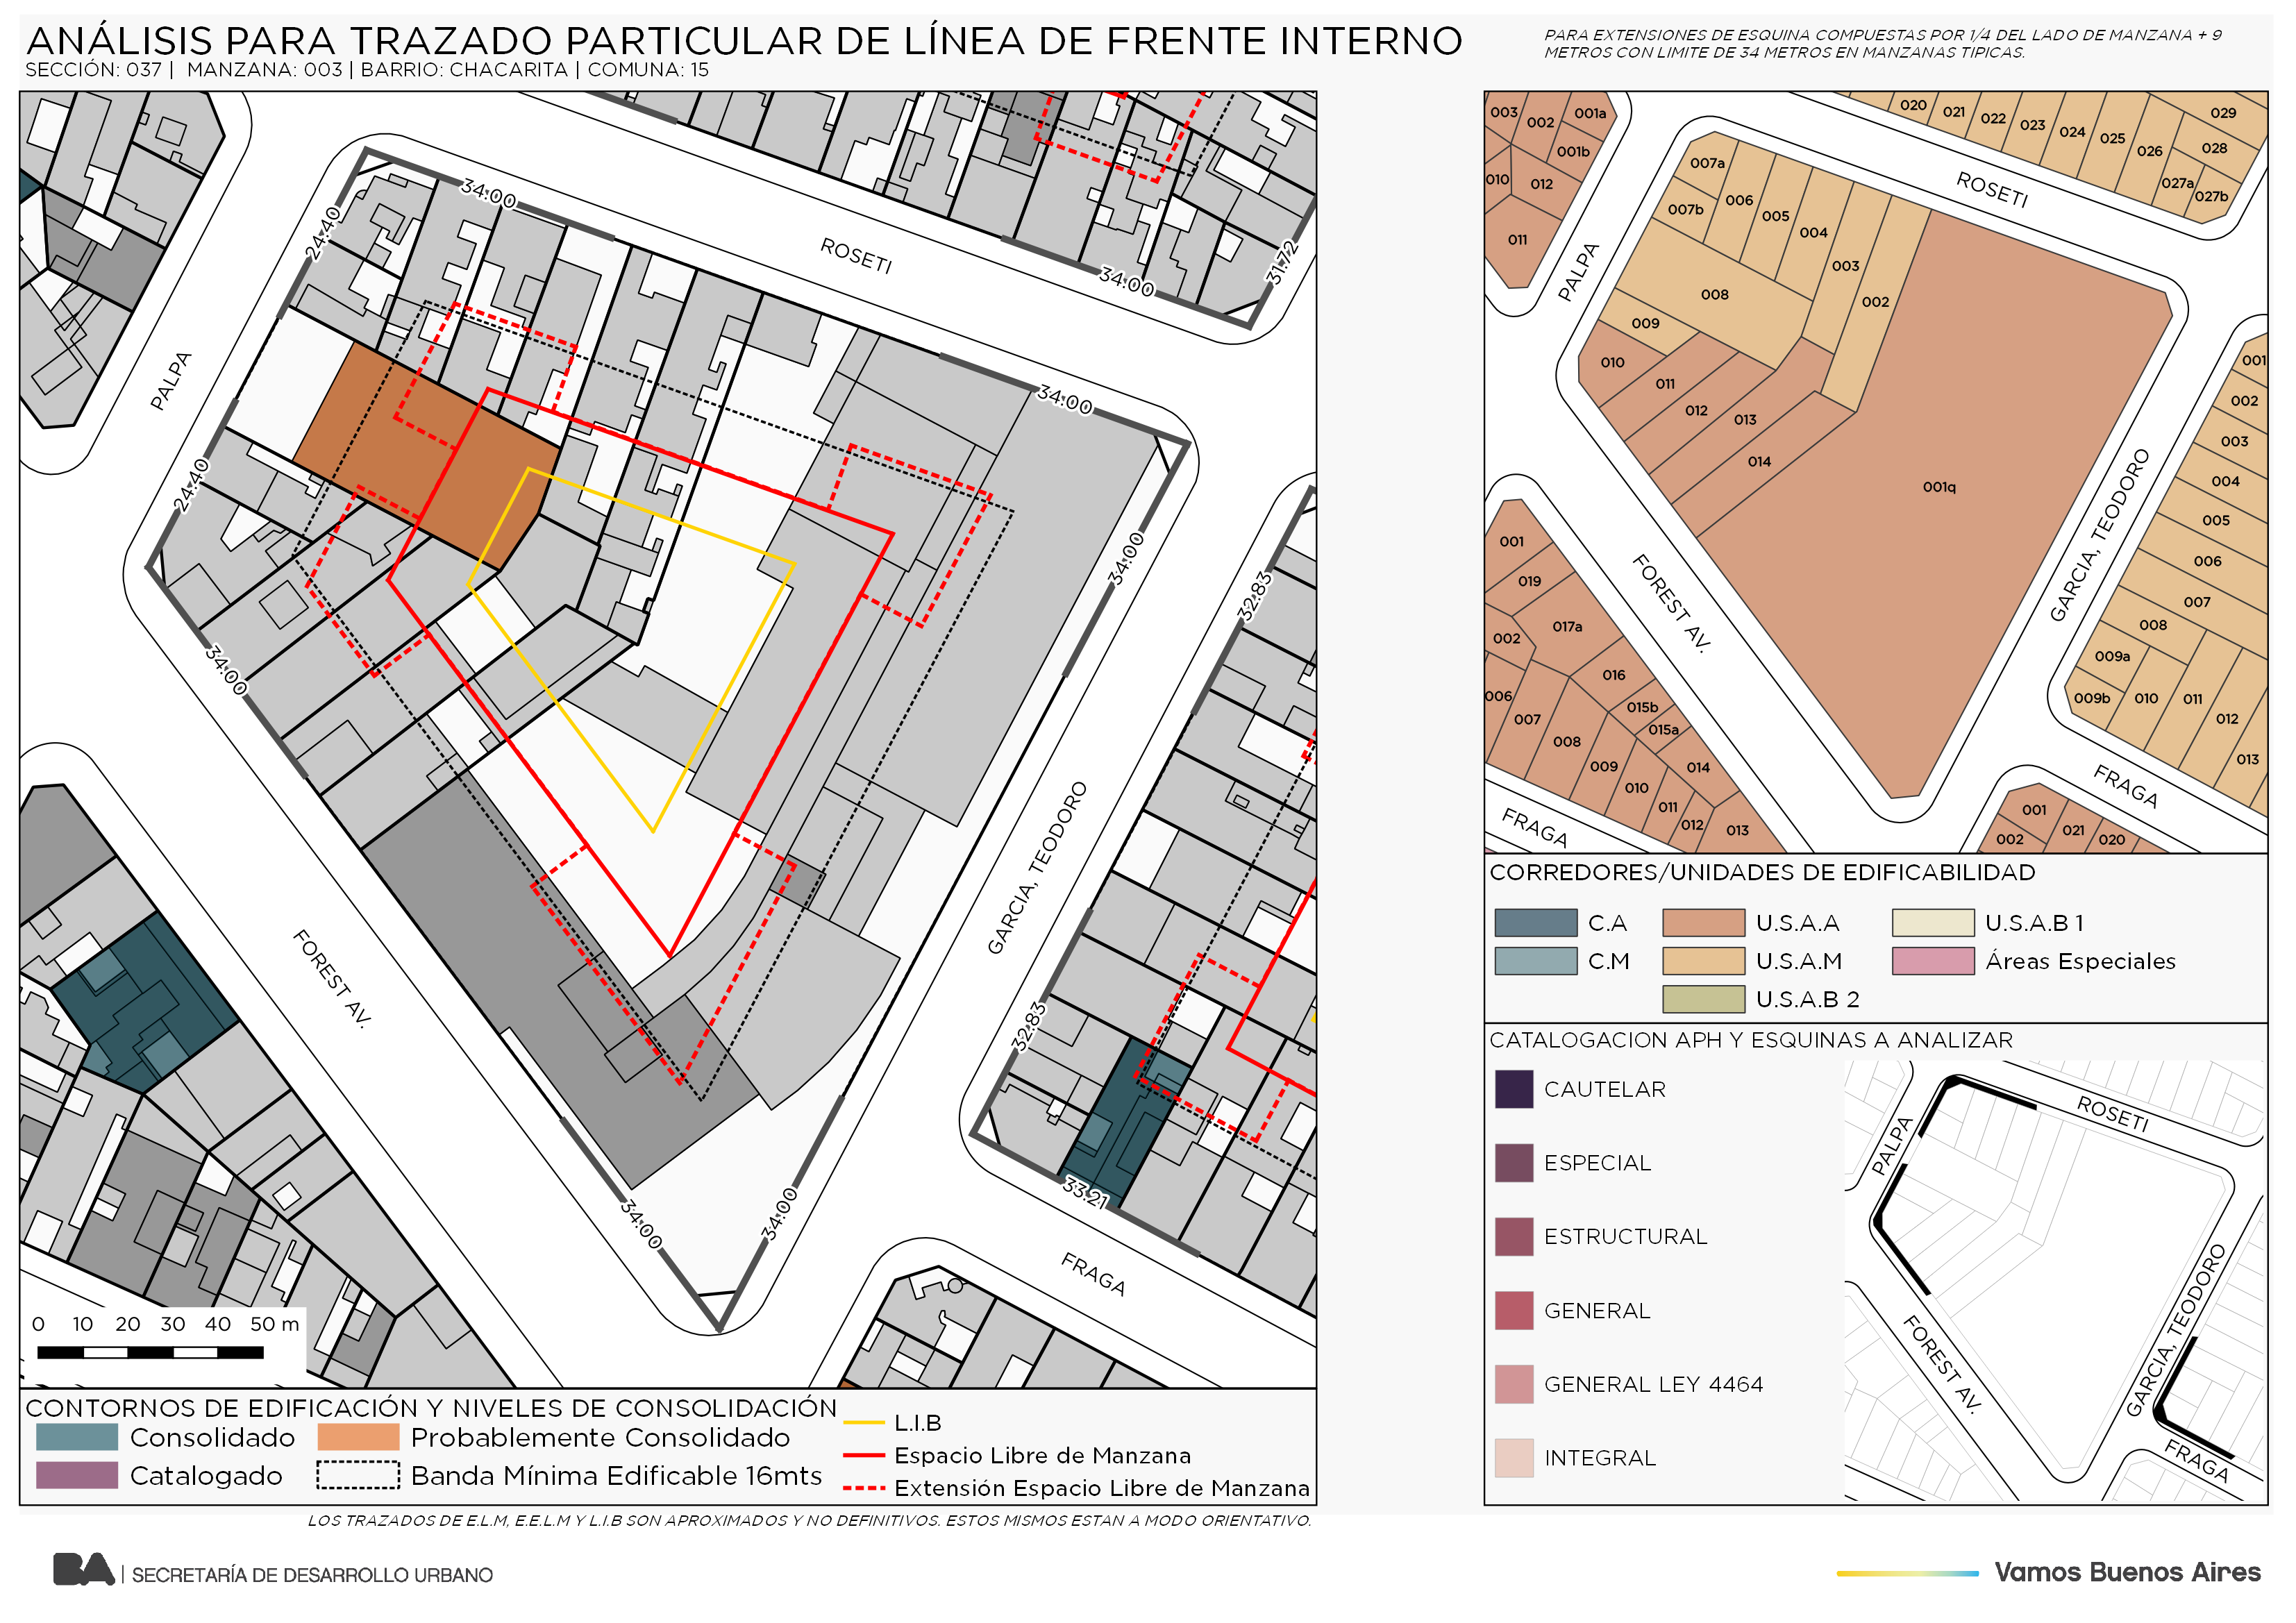 ANÁLISIS PARA TRAZADO PARTICULAR DE LÍNEA DE FRENTE INTERNO
SECCIÓN: 037 | MANZANA: 003 | BARRIO: CHACARITA | COMUNA: 15
PARA EXTENSIONES DE ESQUINA COMPUESTAS POR 1/4 DEL LADO DE MANZANA + 9
METROS CON LIMITE DE 34 METROS EN MANZANAS TIPICAS.
34:00
24:40
ROSETI
34:00
31:72
PALPA
34:00
24:40
34:00
32:83
34:00
GARCIA, TEODORO
FOREST AV.
32:83
33:21
34:00
34:00
FRAGA
0 10 20 30 40 50 m
CONTORNOS DE EDIFICACIÓN Y NIVELES DE CONSOLIDACIÓN
Consolidado
Probablemente Consolidado
Catalogado
Banda Mínima Edificable 16mts
L.I.B
Espacio Libre de Manzana
Extensión Espacio Libre de Manzana
LOS TRAZADOS DE E.L.M, E.E.L.M Y L.I.B SON APROXIMADOS Y NO DEFINITIVOS. ESTOS MISMOS ESTAN A MODO ORIENTATIVO.
003
002
001a
001b
010
012
011
020
021
022
023
024
025
026
029
028
027a
027b
ROSETI
PALPA
007a
007b
006
005
004
003
002
008
009
010
011
012
013
014
001q
GARCIA, TEODORO
FOREST AV.
001
002
003
004
005
006
007
008
009a
009b
010
011
012
013
001
019
017a
002
016
006
007
015b
015a
008
014
009
010
011
012
013
FRAGA
FRAGA
001
002
021
020
CORREDORES/UNIDADES DE EDIFICABILIDAD
C.A
U.S.A.A
U.S.A.B 1
C.M
U.S.A.M
Áreas Especiales
U.S.A.B 2
CATALOGACION APH Y ESQUINAS A ANALIZAR
CAUTELAR
ESPECIAL
ESTRUCTURAL
GENERAL
GENERAL LEY 4464
INTEGRAL
ROSETI
PALPA
GARCIA, TEODORO
FOREST AV.
FRAGA
BA | SECRETARÍA DE DESARROLLO URBANO
Vamos Buenos Aires